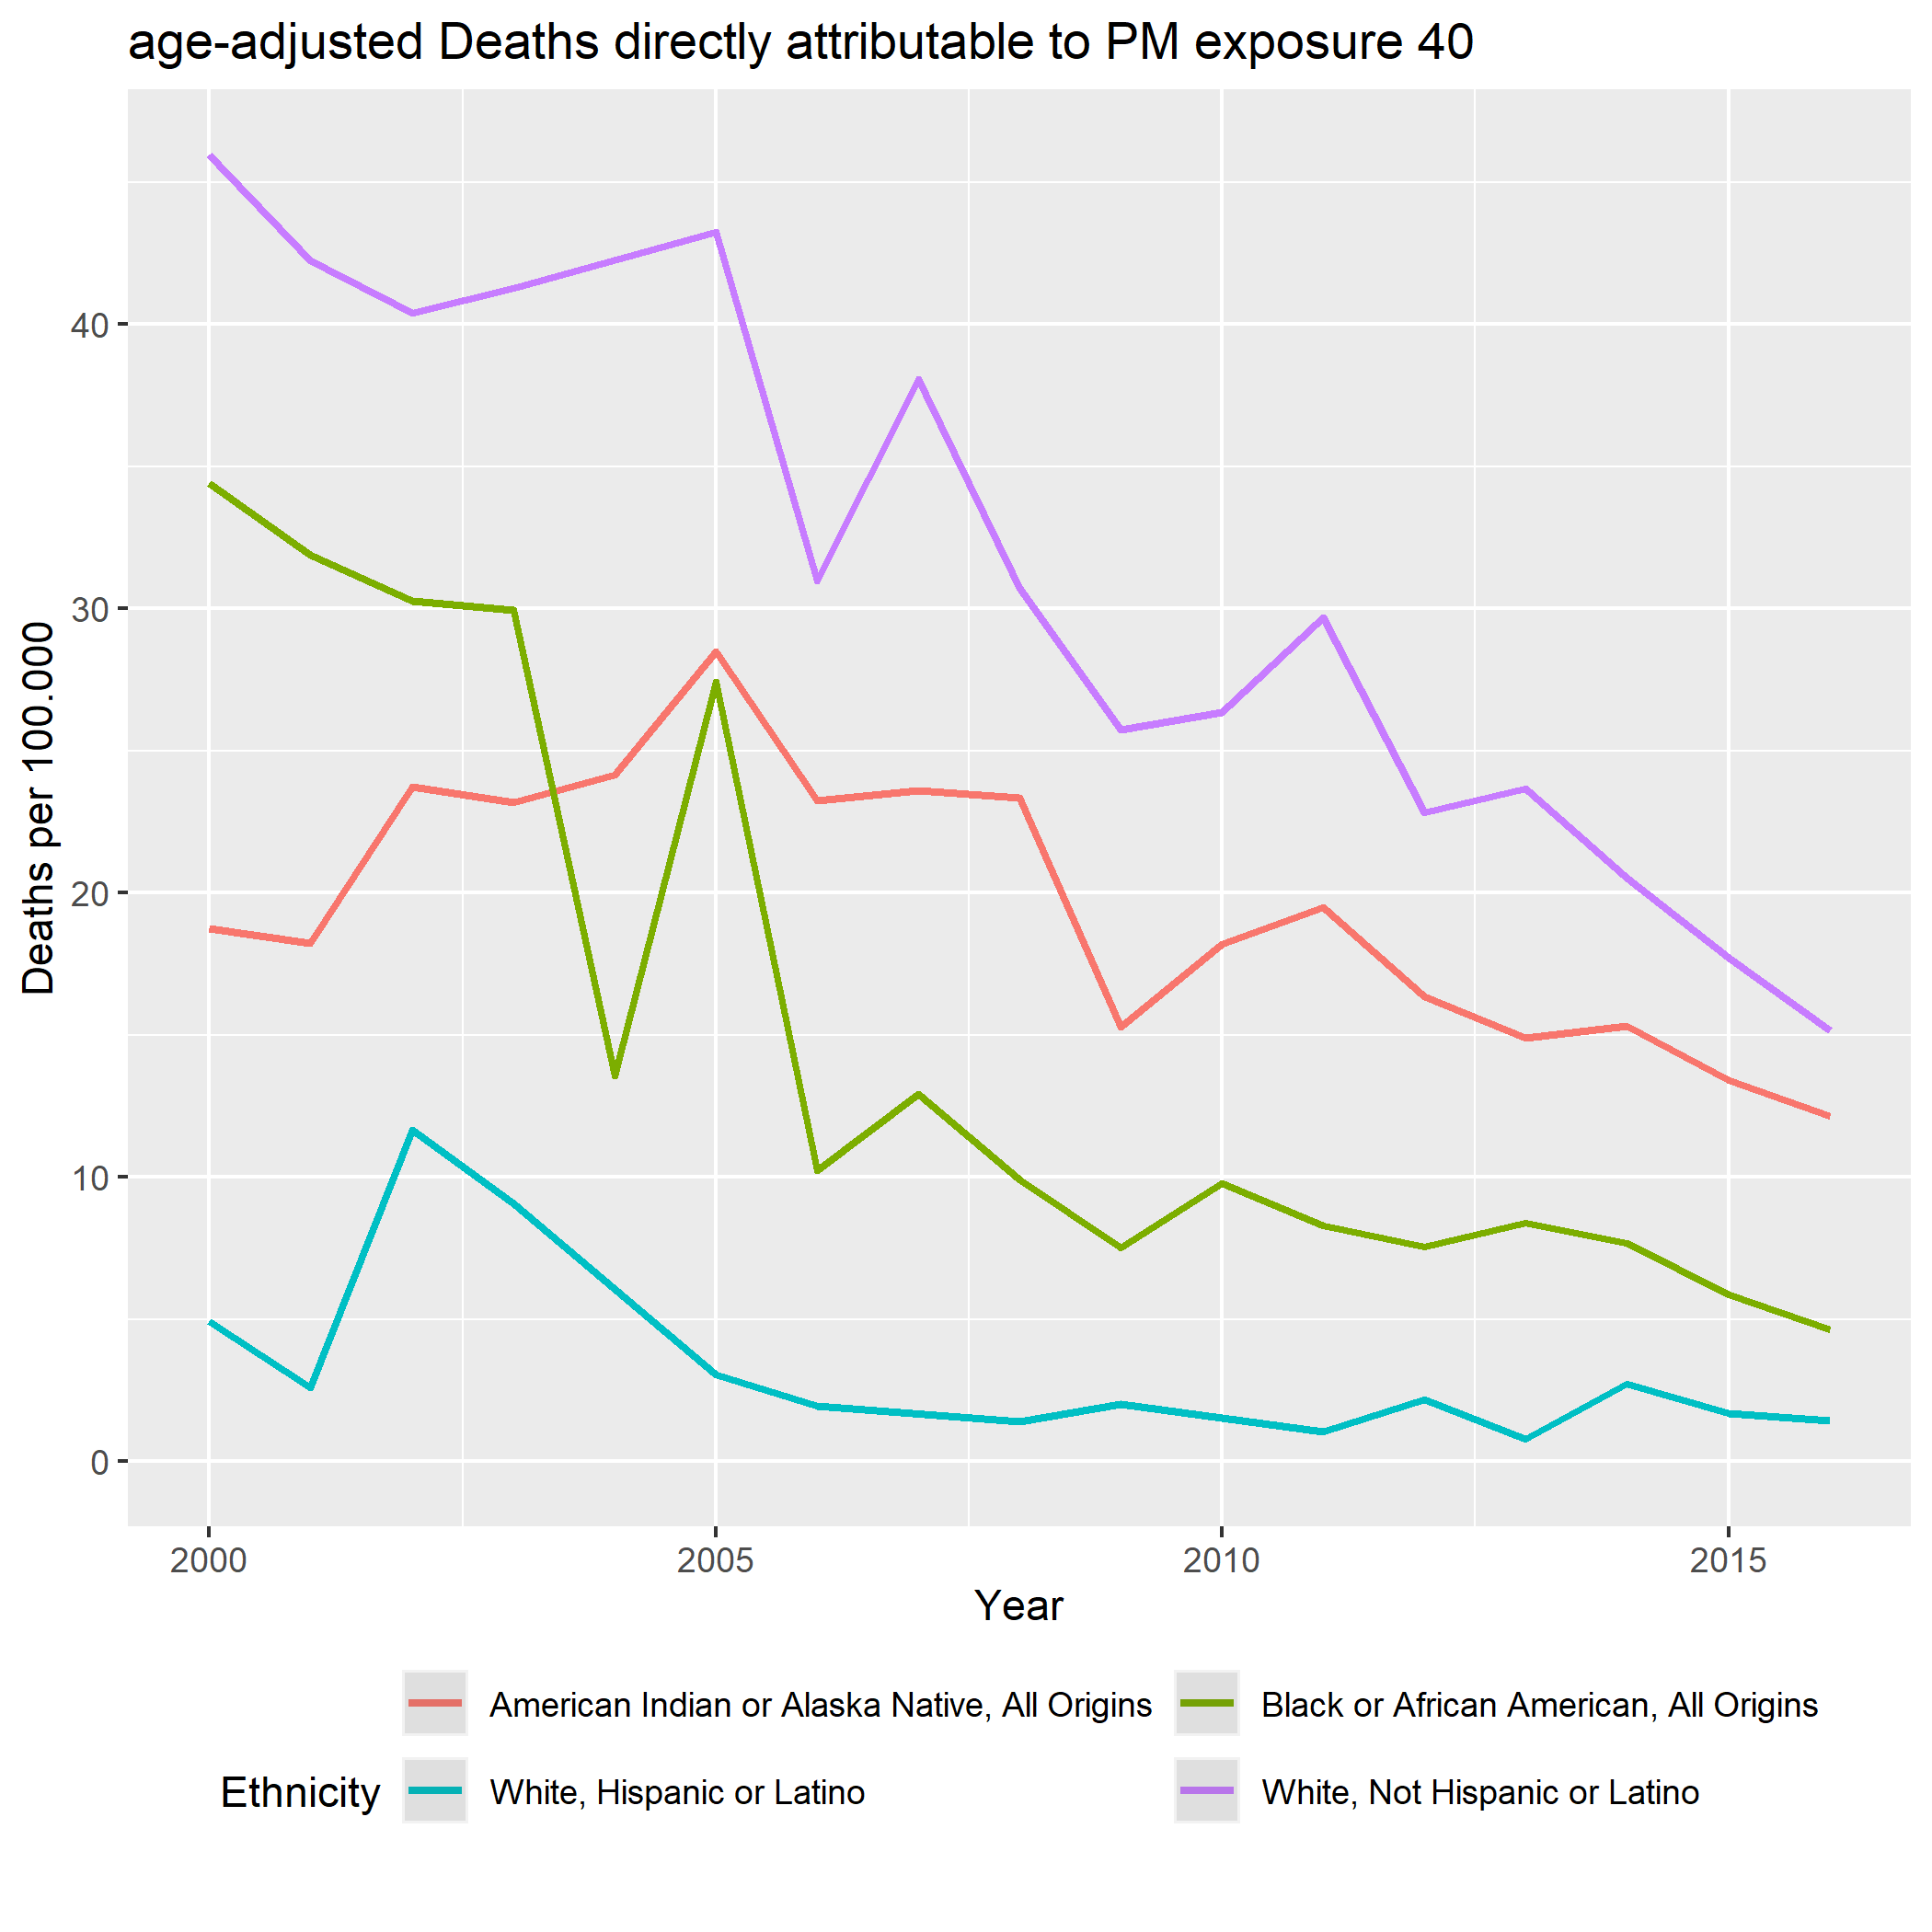 age-adjusted Deaths directly attributable to PM exposure 40
Deaths per 100.000
40
30
20
10
0
2000 2005 2010 2015
Year
Ethnicity
American Indian or Alaska Native, All Origins
Black or African American, All Origins
White, Hispanic or Latino
White, Not Hispanic or Latino